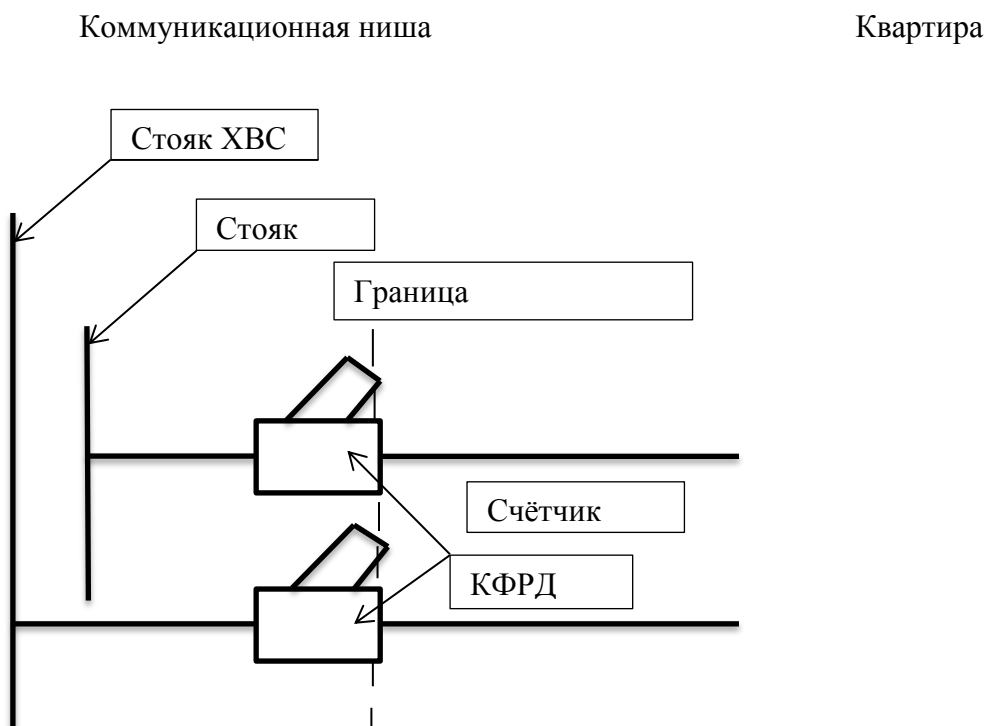 Коммуникационная ниша
Квартира
Стояк ХВС
Стояк
Граница
Счётчик
КФРД